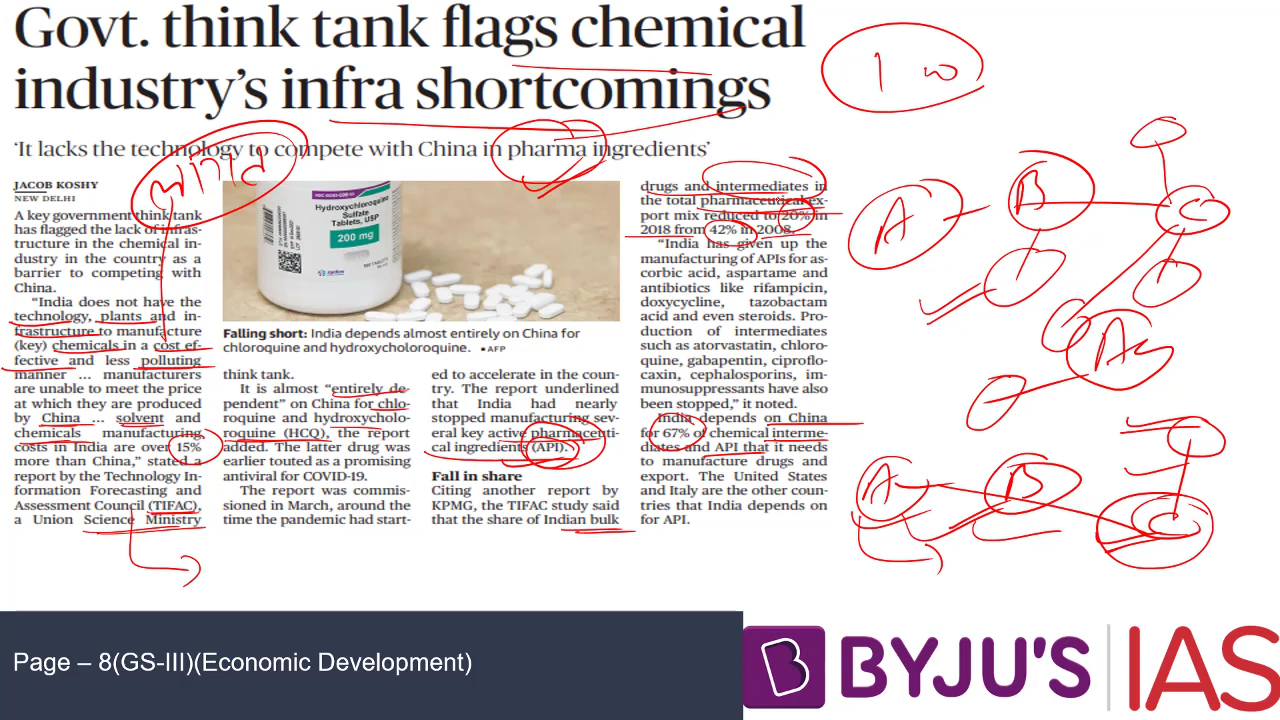 Govt. think tank flags chemical
industry's infra shortcomings
'It lacks the technology to compete with China in pharma ingredients'
JACOB KOSHY
NEW DELHI
A key government think tank
has flagged the lack of infras-
tructure in the chemical in-
dustry in the country as a
barrier to competing with
China.
"India does not have the
technology, plants and in-
frastructure to manufacture
(key) chemicals in a cost ef-
fective and less polluting
manner ... manufacturers
are unable to meet the price
at which they are produced
by China ... solvent and
chemicals manufacturing
costs in India are over 15%
more than China," stated a
report by the Technology In-
formation Forecasting and
Assessment Council (TIFAC),
a Union Science Ministry
Hydroxychloroquine
Sulfate
Tablets, USP
200 mg
Falling short: India depends almost entirely on China for
chloroquine and hydroxycholoroquine. ▪ AFP
think tank.
It is almost "entirely de-
pendent" on China for chlo-
roquine and hydroxycholo-
roquine (HCQ), the report
added. The latter drug was
earlier touted as a promising
antiviral for COVID-19.
The report was commis-
sioned in March, around the
time the pandemic had start-
ed to accelerate in the coun-
try. The report underlined
that India had nearly
stopped manufacturing sev-
eral key active pharmaceuti-
cal ingredients (API).
Fall in share
Citing another report by
KPMG, the TIFAC study said
that the share of Indian bulk
drugs and intermediates in
the total pharmaceutical ex-
port mix reduced to 20% in
2018 from 42% in 2008.
"India has given up the
manufacturing of APIs for as-
corbic acid, aspartame and
antibiotics like rifampicin,
doxycycline, tazobactam
acid and even steroids. Pro-
duction of intermediates
such as atorvastatin, chloro-
quine, gabapentin, ciproflo-
caxin, cephalosporins, im-
munosuppressants have also
been stopped," it noted.
India depends on China
for 67% of chemical interme-
diates and API that it needs
to manufacture drugs and
export. The United States
and Italy are the other coun-
tries that India depends on
for API.
लागत
A B C
A B C
Page – 8(GS-III)(Economic Development)
BYJU'S IAS